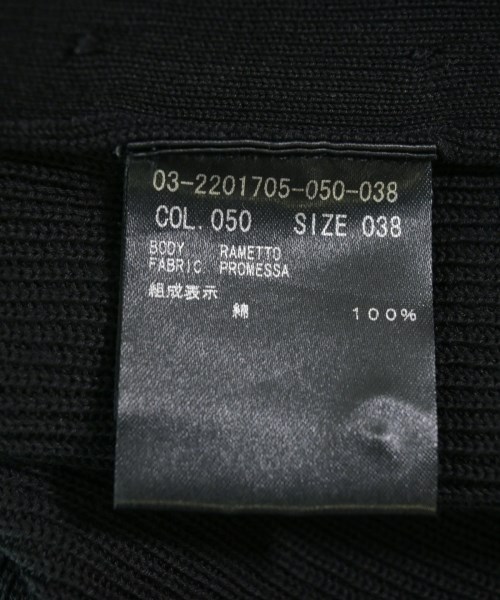 03-2201705-050-038
COL. 050 SIZE 038
BODY RAMETTO
FABRIC PROMESSA
組成表示
綿 100%